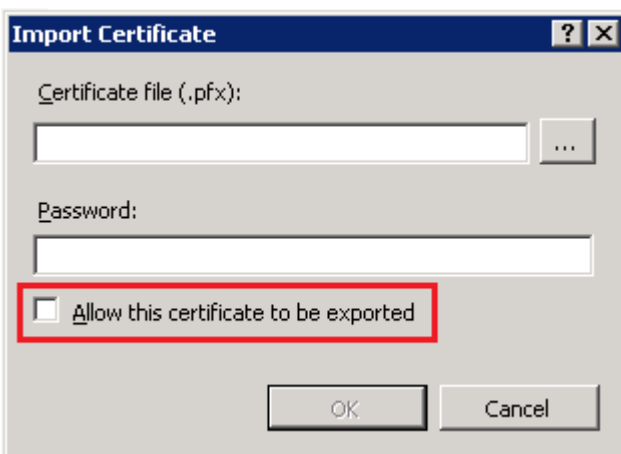 Import Certificate
Certificate file (.pfx):
...
Password:
Allow this certificate to be exported
OK
Cancel